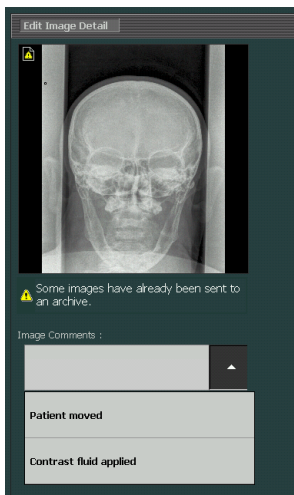 Edit Image Detail
Some images have already been sent to
an archive.
Image Comments :
Patient moved
Contrast fluid applied